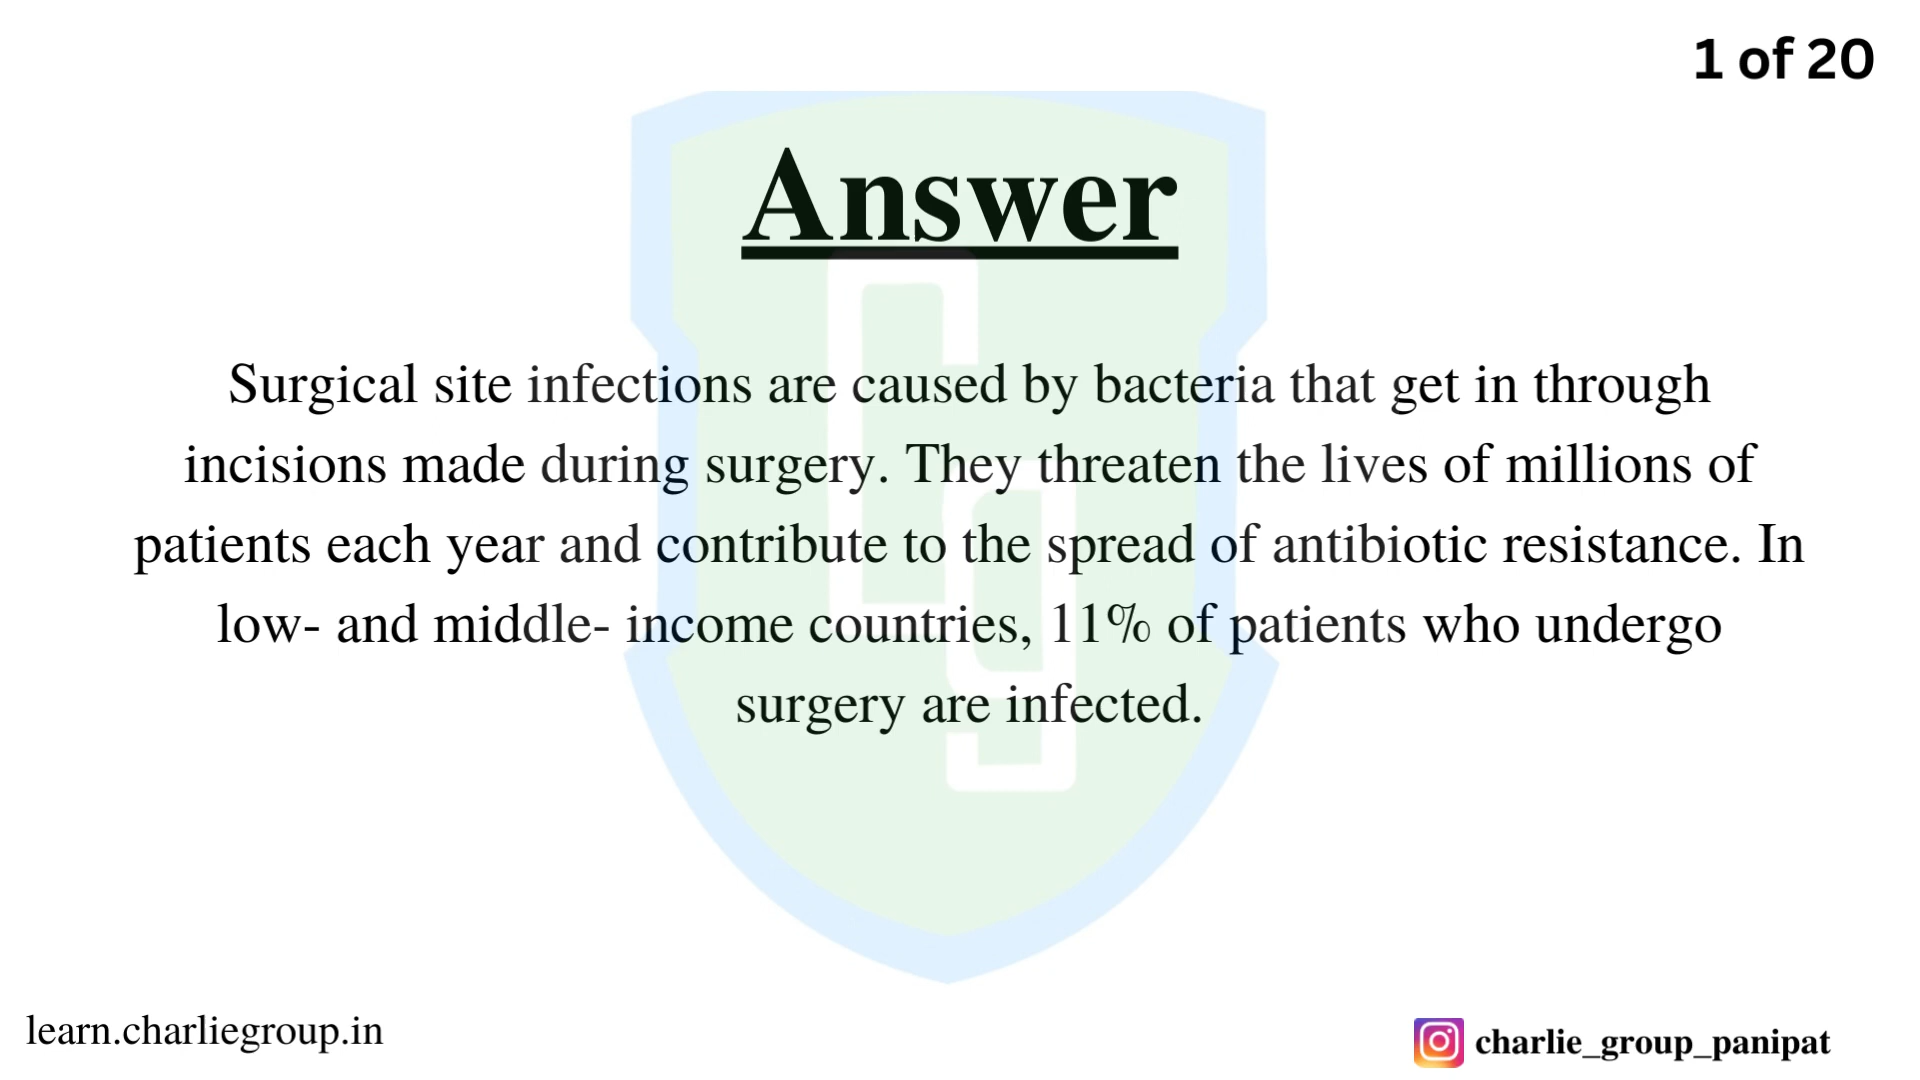 1 of 20
Answer
Surgical site infections are caused by bacteria that get in through
incisions made during surgery. They threaten the lives of millions of
patients each year and contribute to the spread of antibiotic resistance. In
low- and middle- income countries, 11% of patients who undergo
surgery are infected.
learn.charliegroup.in
charlie_group_panipat